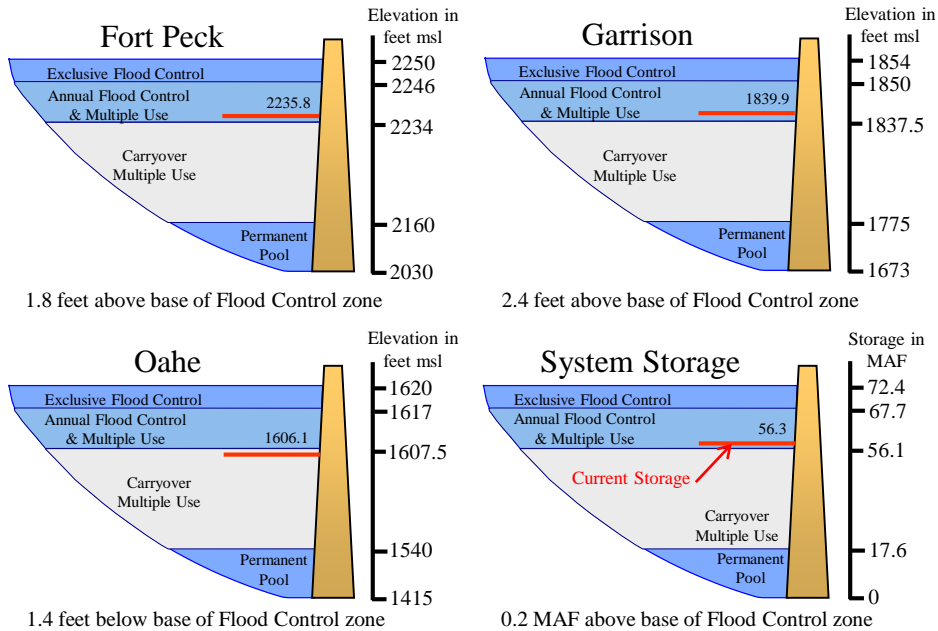 Fort Peck
Elevation in
feet msl
Exclusive Flood Control
Annual Flood Control
& Multiple Use
2235.8
Carryover
Multiple Use
Permanent
Pool
2250
2246
2234
2160
2030
1.8 feet above base of Flood Control zone
Garrison
Elevation in
feet msl
Exclusive Flood Control
Annual Flood Control
& Multiple Use
1839.9
Carryover
Multiple Use
Permanent
Pool
1854
1850
1837.5
1775
1673
2.4 feet above base of Flood Control zone
Oahe
Elevation in
feet msl
Exclusive Flood Control
Annual Flood Control
& Multiple Use
1606.1
Carryover
Multiple Use
Permanent
Pool
1620
1617
1607.5
1540
1415
1.4 feet below base of Flood Control zone
System Storage
Storage in
MAF
Exclusive Flood Control
Annual Flood Control
& Multiple Use
56.3
Current Storage
Carryover
Multiple Use
Permanent
Pool
72.4
67.7
56.1
17.6
0
0.2 MAF above base of Flood Control zone